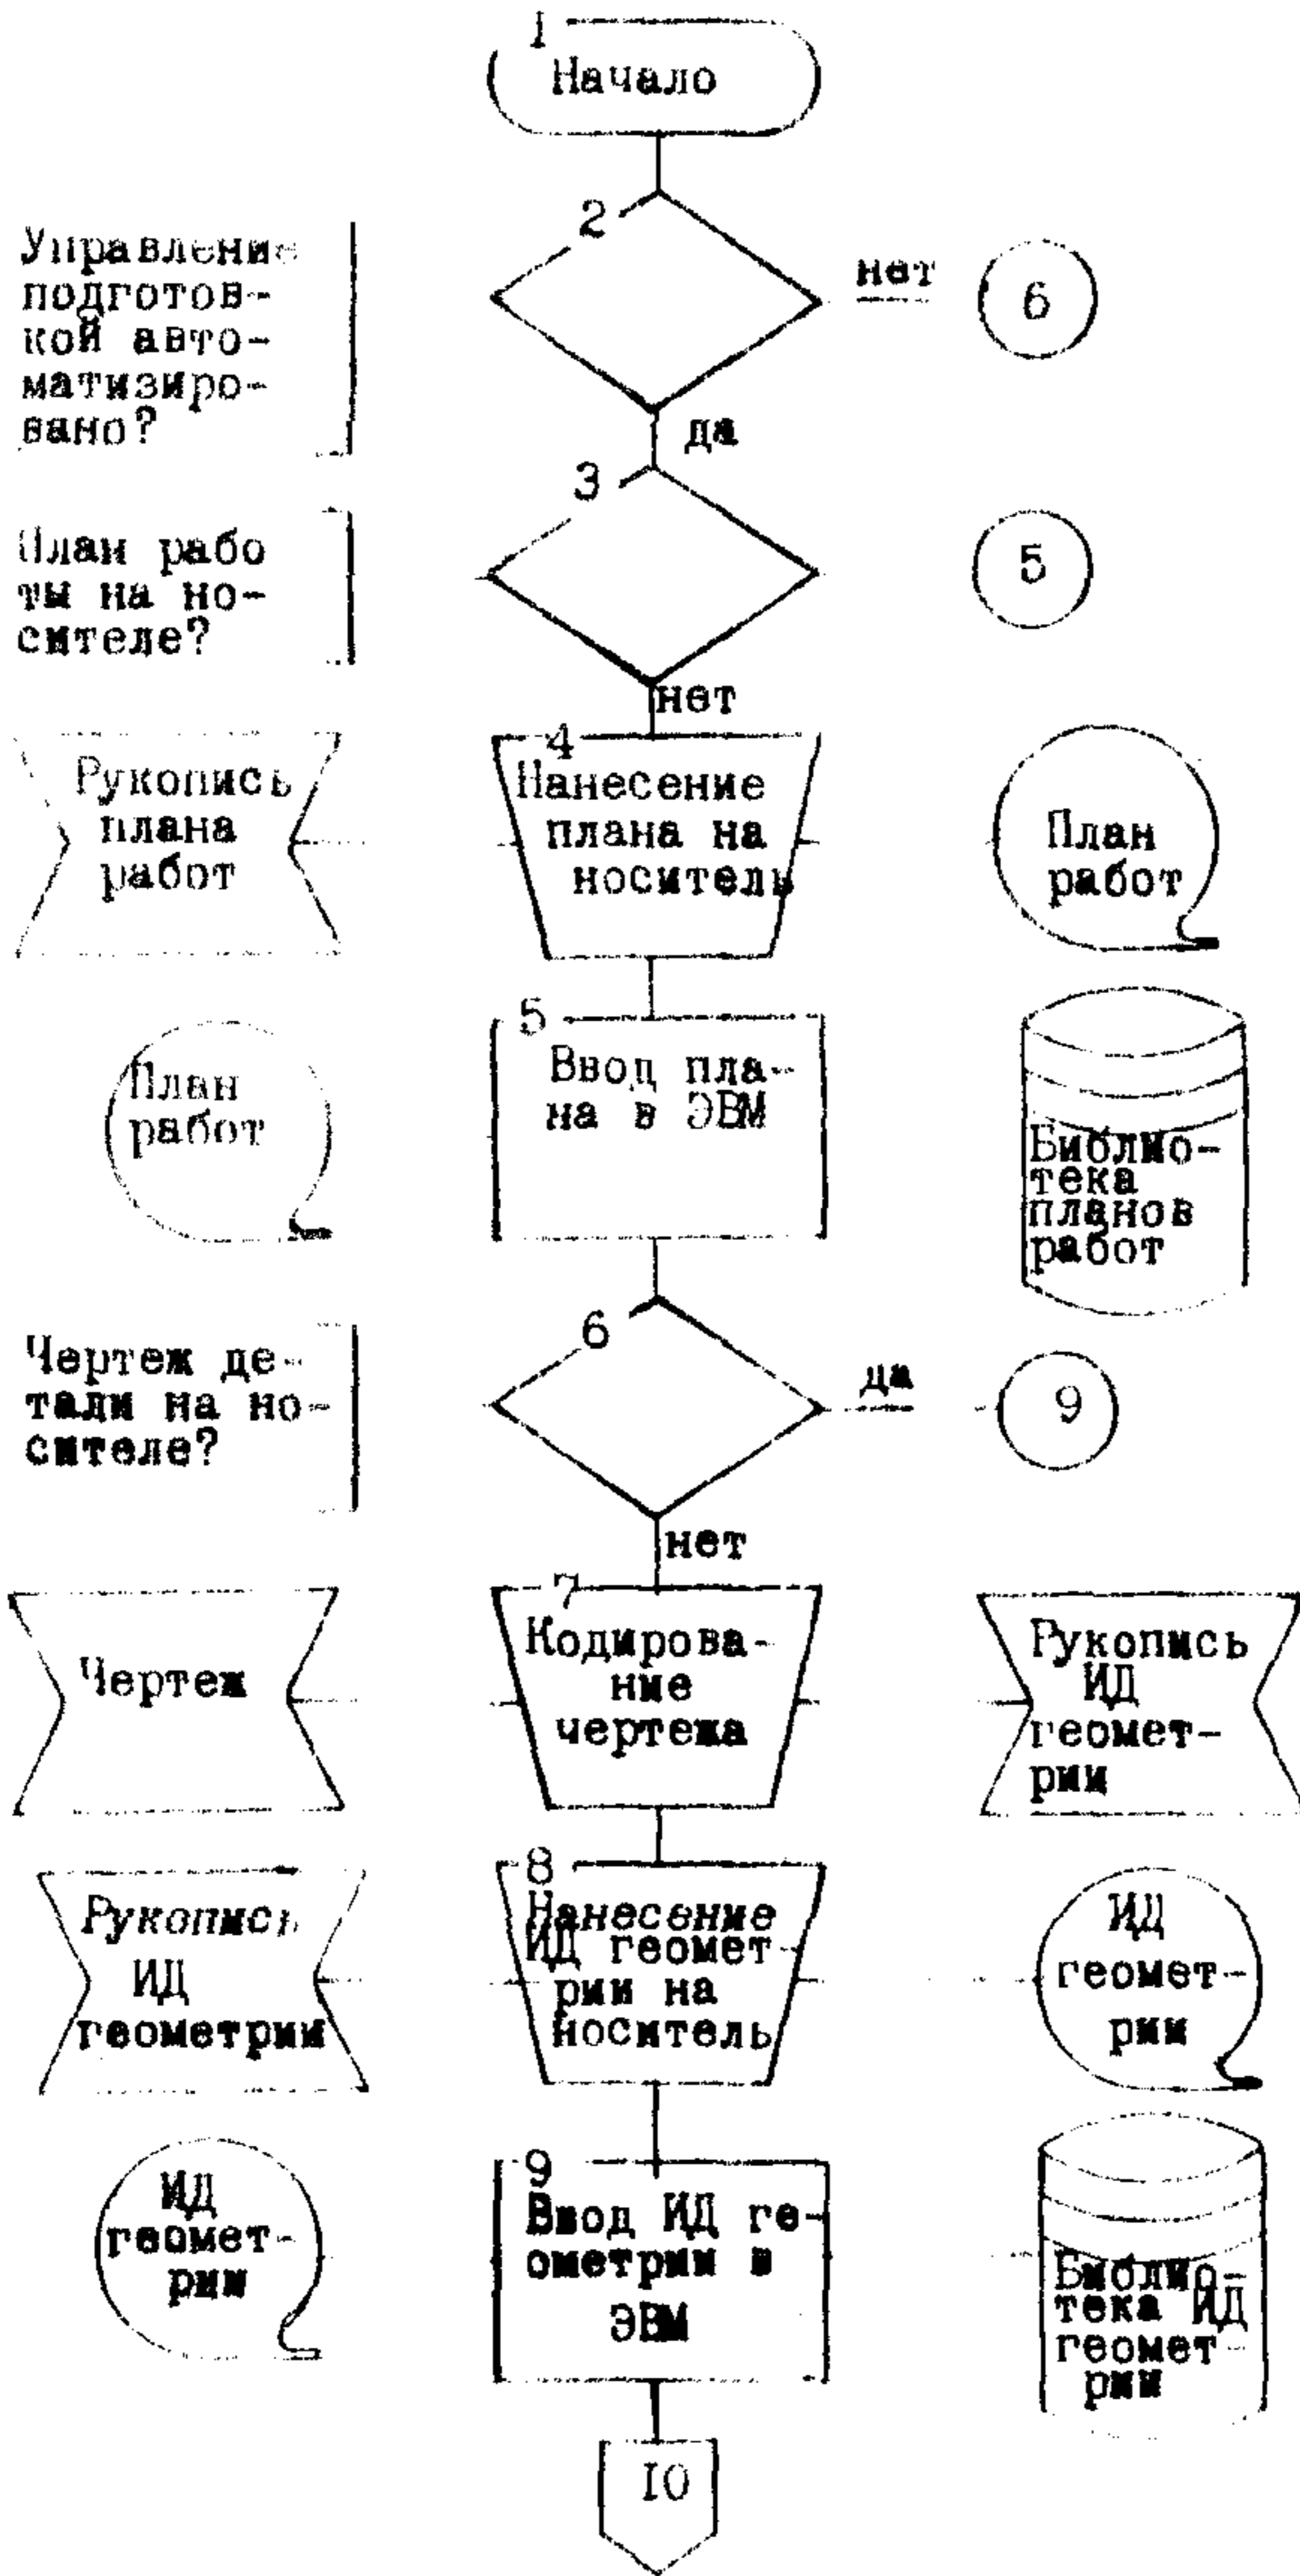 1
Начало
2
Управление
подготов-
кой авто-
матизиро-
вано?
нет
6
да
3
План рабо
ты на но-
сителе?
5
нет
4
Рукопись
плана
работ
Нанесение
плана на
носитель
План
работ
5
План
работ
Ввод пла-
на в ЭВМ
Библио-
тека
планов
работ
6
Чертеж де-
тали на но-
сителе?
да
9
нет
7
Чертеж
Кодирова-
ние
чертежа
Рукопись
ИД
геомет-
рии
8
Рукопись
ИД
геометрии
Нанесение
ИД геомет-
рии на
носитель
ИД
геомет-
рии
9
ИД
геомет-
рии
Ввод ИД ге-
ометрии в
ЭВМ
Библио-
тека ИД
геомет-
рии
10